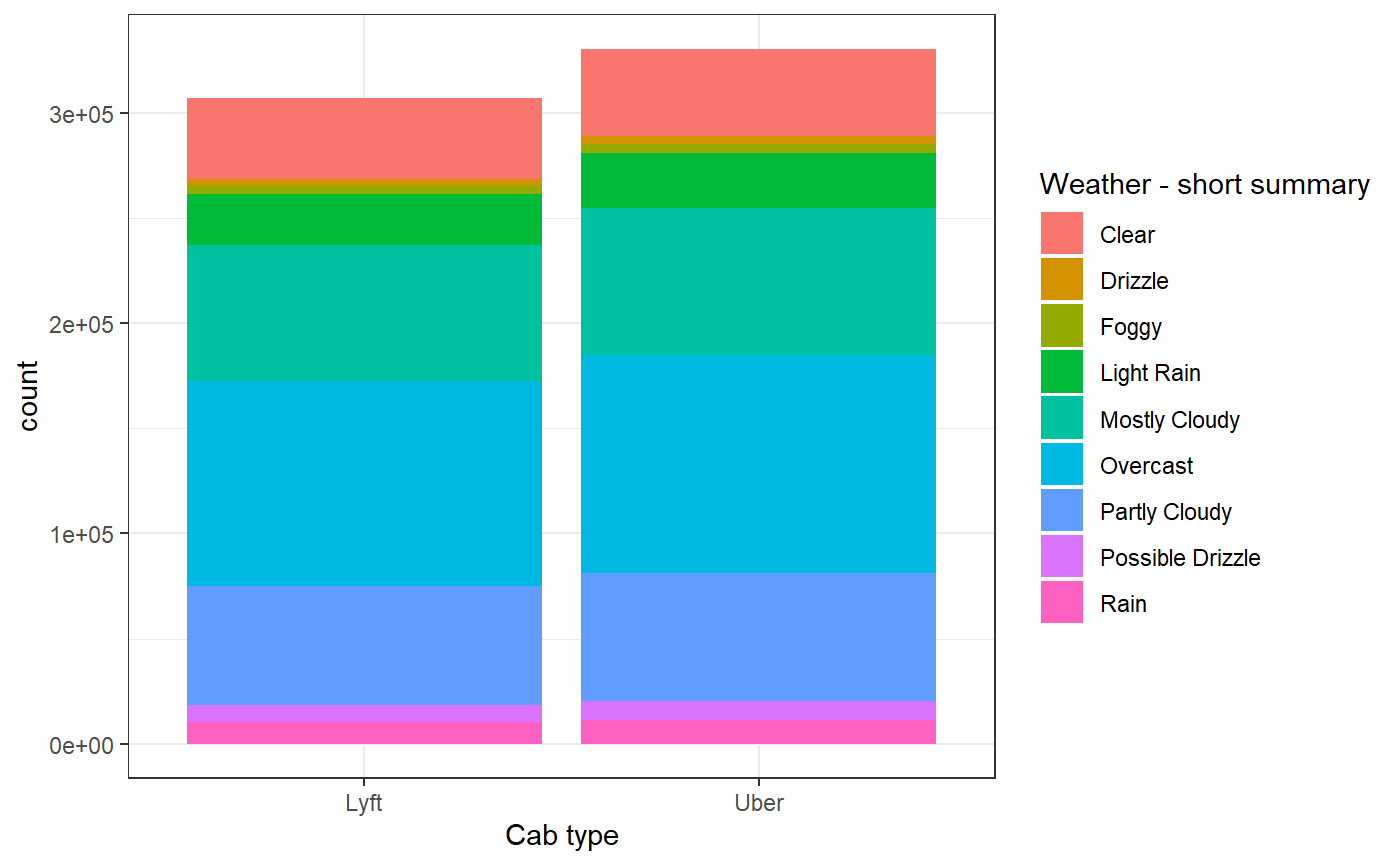 3e+05
2e+05
1e+05
0e+00
count
Lyft
Uber
Cab type
Weather - short summary
Clear
Drizzle
Foggy
Light Rain
Mostly Cloudy
Overcast
Partly Cloudy
Possible Drizzle
Rain